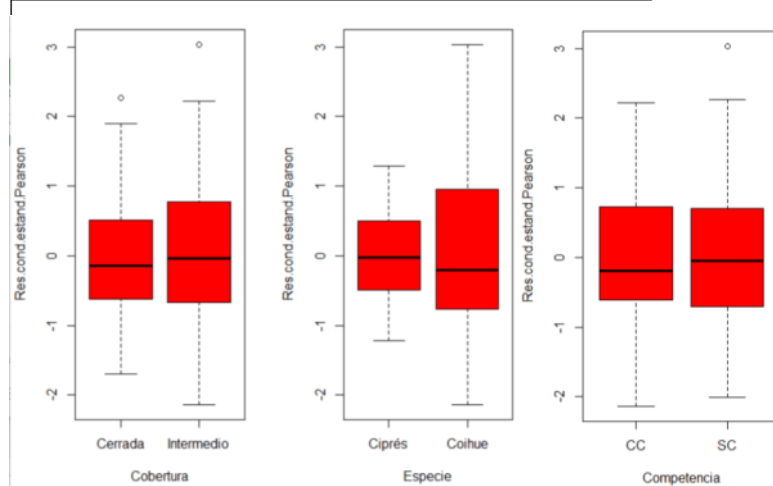 Res.cond.estand.Pearson
3
2
1
0
-1
-2
Cerrada Intermedio
Cobertura
Res.cond.estand.Pearson
3
2
1
0
-1
-2
Ciprés Coihue
Especie
Res.cond.estand.Pearson
3
2
1
0
-1
-2
CC SC
Competencia